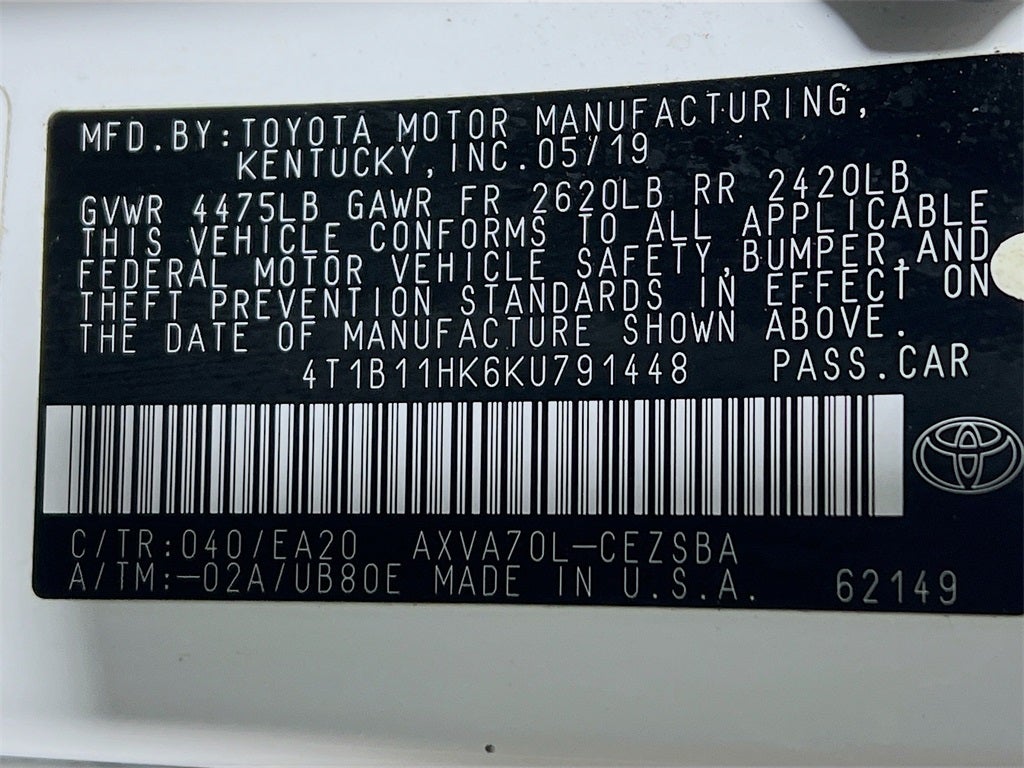 MFD.BY:TOYOTA MOTOR MANUFACTURING,
KENTUCKY,INC.05/19
GVWR 4475LB GAWR FR 2620LB RR 2420LB
THIS VEHICLE CONFORMS TO ALL APPLICABLE
FEDERAL MOTOR VEHICLE SAFETY,BUMPER,AND
THEFT PREVENTION STANDARDS IN EFFECT ON
THE DATE OF MANUFACTURE SHOWN ABOVE.
4T1B11HK6KU791448 PASS.CAR
C/TR:040/EA20 AXVA70L-CEZSBA
A/TM:-02A/UB80E MADE IN U.S.A. 62149